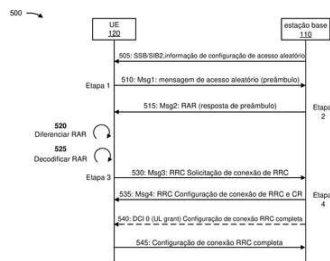 500
UE
120
estação base
110
505: SSB/SIB2,informação de configuração de acesso aleatório
Etapa 1
510: Msg1: mensagem de acesso aleatório (preâmbulo)
515: Msg2: RAR (resposta de preâmbulo)
Etapa
2
520
Diferenciar RAR
525
Decodificar RAR
Etapa 3
530: Msg3: RRC Solicitação de conexão de RRC
535: Msg4: RRC Configuração de conexão de RRC e CR
Etapa
4
540: DCI 0 (UL grant) Configuração de conexão RRC completa
545: Configuração de conexão RRC completa